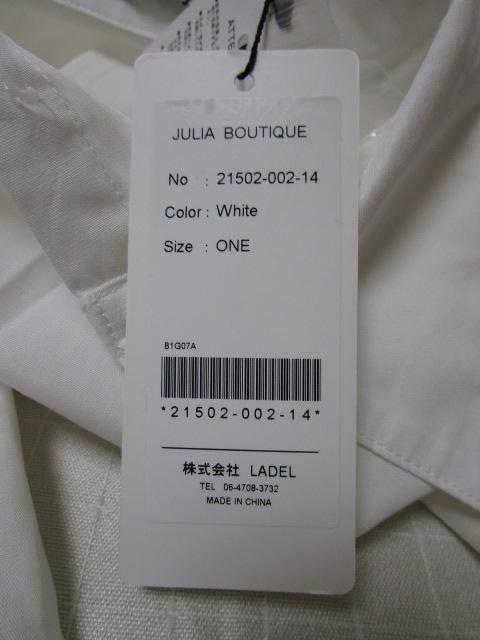 ATTE
JULIA BOUTIQUE
No : 21502-002-14
Color : White
Size : ONE
B1G07A
*21502-002-14*
株式会社 LADEL
TEL 06-4708-3732
MADE IN CHINA